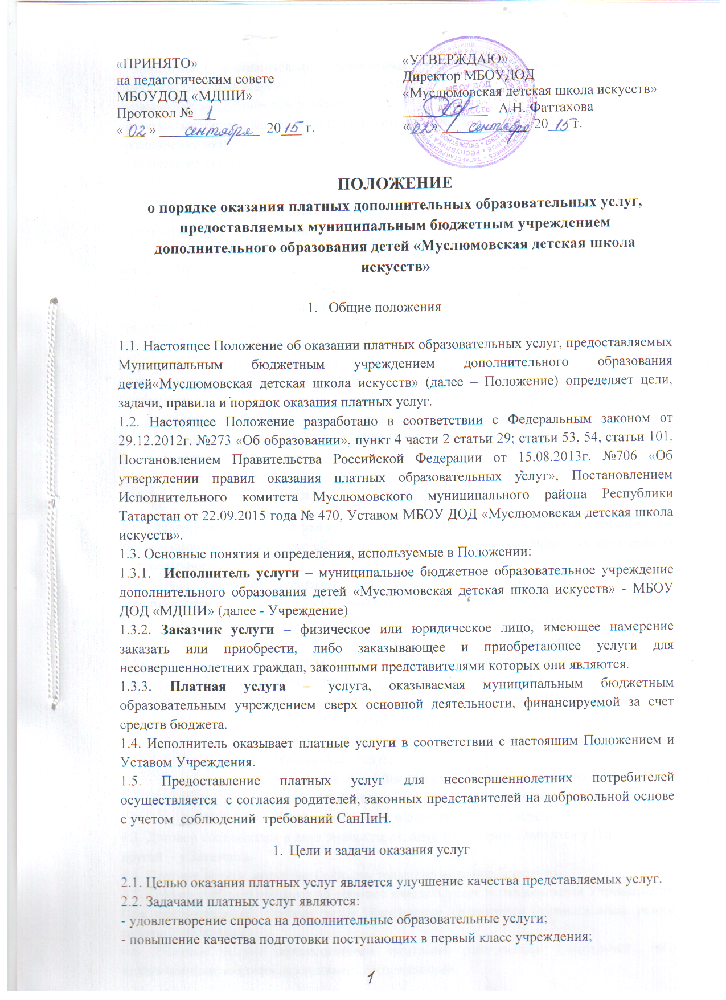 «ПРИНЯТО»
на педагогическим совете
МБОУДОД «МДШИ»
Протокол № 1
« 02 » сентября 20 15 г.
«УТВЕРЖДАЮ»
Директор МБОУДОД
«Муслюмовская детская школа искусств»
А.Н. Фаттахова
« 02 » сентября 20 15 г.
МБОУ ДОД
ПОЛОЖЕНИЕ
о порядке оказания платных дополнительных образовательных услуг,
предоставляемых муниципальным бюджетным учреждением
дополнительного образования детей «Муслюмовская детская школа
искусств»
1. Общие положения
1.1. Настоящее Положение об оказании платных образовательных услуг, предоставляемых
Муниципальным бюджетным учреждением дополнительного образования
детей«Муслюмовская детская школа искусств» (далее – Положение) определяет цели,
задачи, правила и порядок оказания платных услуг.
1.2. Настоящее Положение разработано в соответствии с Федеральным законом от
29.12.2012г. №273 «Об образовании», пункт 4 части 2 статьи 29; статьи 53, 54, статьи 101,
Постановлением Правительства Российской Федерации от 15.08.2013г. №706 «Об
утверждении правил оказания платных образовательных услуг», Постановлением
Исполнительного комитета Муслюмовского муниципального района Республики
Татарстан от 22.09.2015 года № 470, Уставом МБОУ ДОД «Муслюмовская детская школа
искусств».
1.3. Основные понятия и определения, используемые в Положении:
1.3.1. Исполнитель услуги – муниципальное бюджетное образовательное учреждение
дополнительного образования детей «Муслюмовская детская школа искусств» - МБОУ
ДОД «МДШИ» (далее - Учреждение)
1.3.2. Заказчик услуги – физическое или юридическое лицо, имеющее намерение
заказать или приобрести, либо заказывающее и приобретающее услуги для
несовершеннолетних граждан, законными представителями которых они являются.
1.3.3. Платная услуга – услуга, оказываемая муниципальным бюджетным
образовательным учреждением сверх основной деятельности, финансируемой за счет
средств бюджета.
1.4. Исполнитель оказывает платные услуги в соответствии с настоящим Положением и
Уставом Учреждения.
1.5. Предоставление платных услуг для несовершеннолетних потребителей
осуществляется с согласия родителей, законных представителей на добровольной основе
с учетом соблюдений требований СанПиН.
1. Цели и задачи оказания услуг
2.1. Целью оказания платных услуг является улучшение качества представляемых услуг.
2.2. Задачами платных услуг являются:
- удовлетворение спроса на дополнительные образовательные услуги;
- повышение качества подготовки поступающих в первый класс учреждения;
1